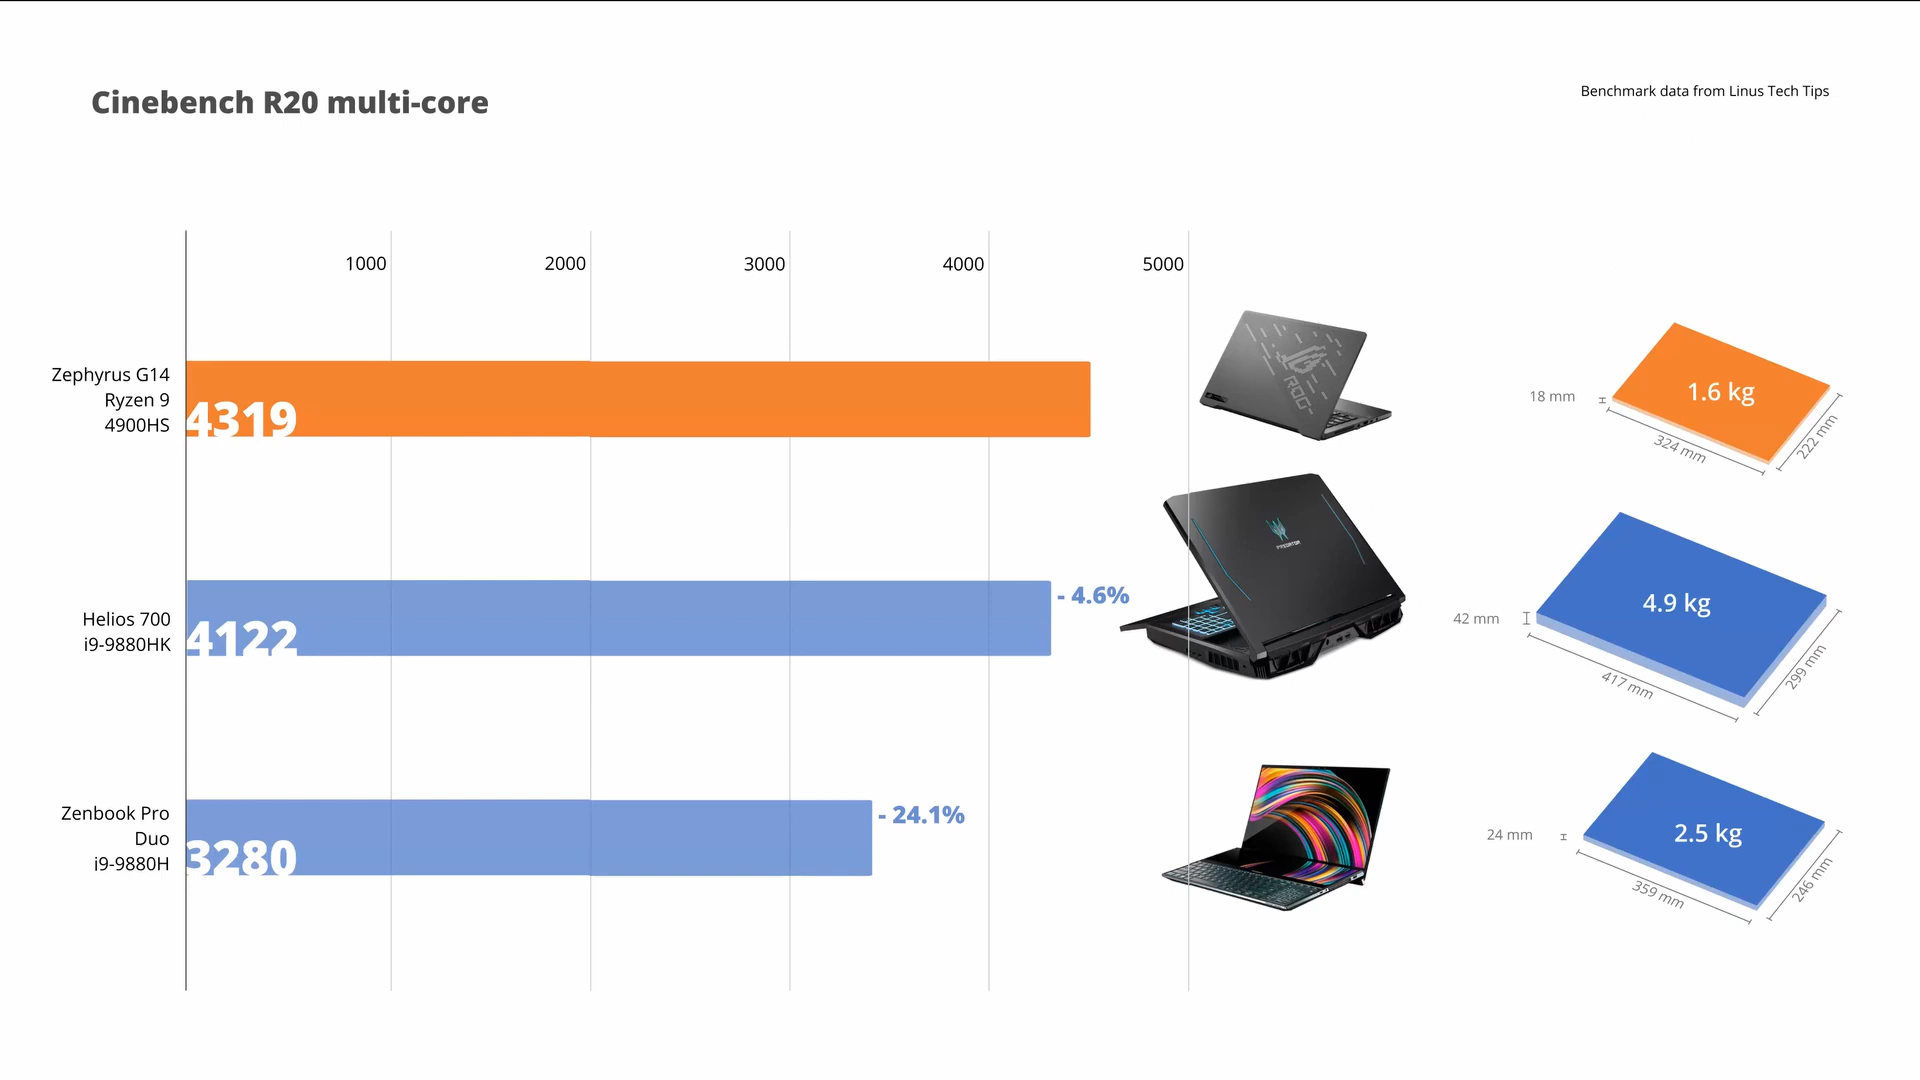 Cinebench R20 multi-core
Benchmark data from Linus Tech Tips
1000
2000
3000
4000
5000
Zephyrus G14
Ryzen 9
4900HS
4319
ROG
18 mm
324 mm
222 mm
1.6 kg
Helios 700
i9-9880HK
4122
- 4.6%
PREDATOR
42 mm
417 mm
299 mm
4.9 kg
Zenbook Pro
Duo
i9-9880H
3280
- 24.1%
24 mm
359 mm
246 mm
2.5 kg